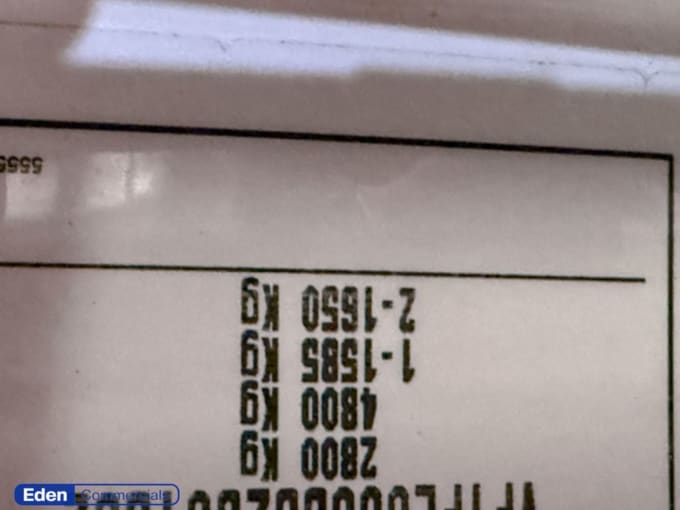 2800 Kg
4800 Kg
1-1585 Kg
2-1650 Kg
Eden Commercials